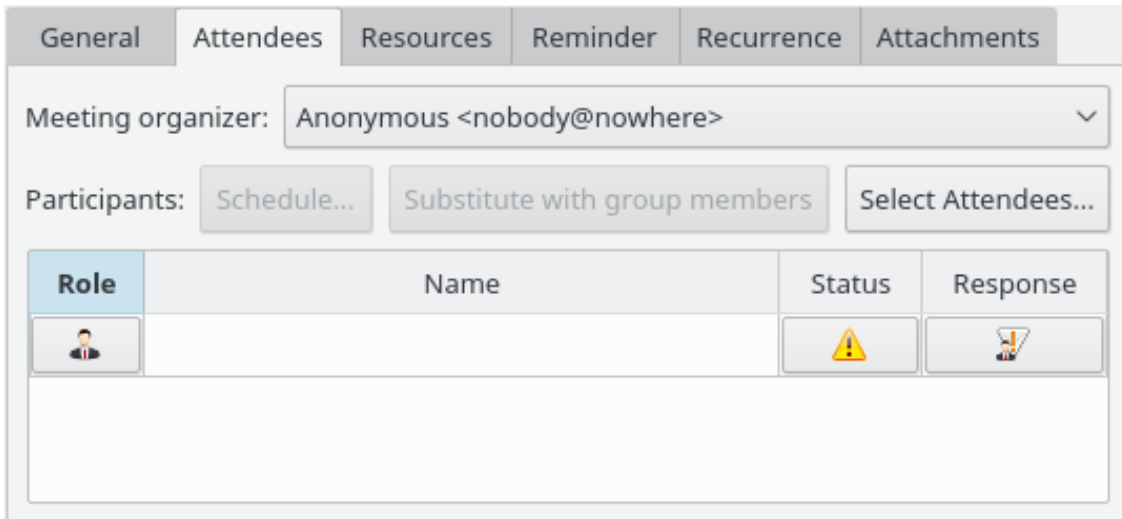 General Attendees Resources Reminder Recurrence Attachments
Meeting organizer: Anonymous <nobody@nowhere>
Participants: Schedule... Substitute with group members Select Attendees...
Role Name Status Response